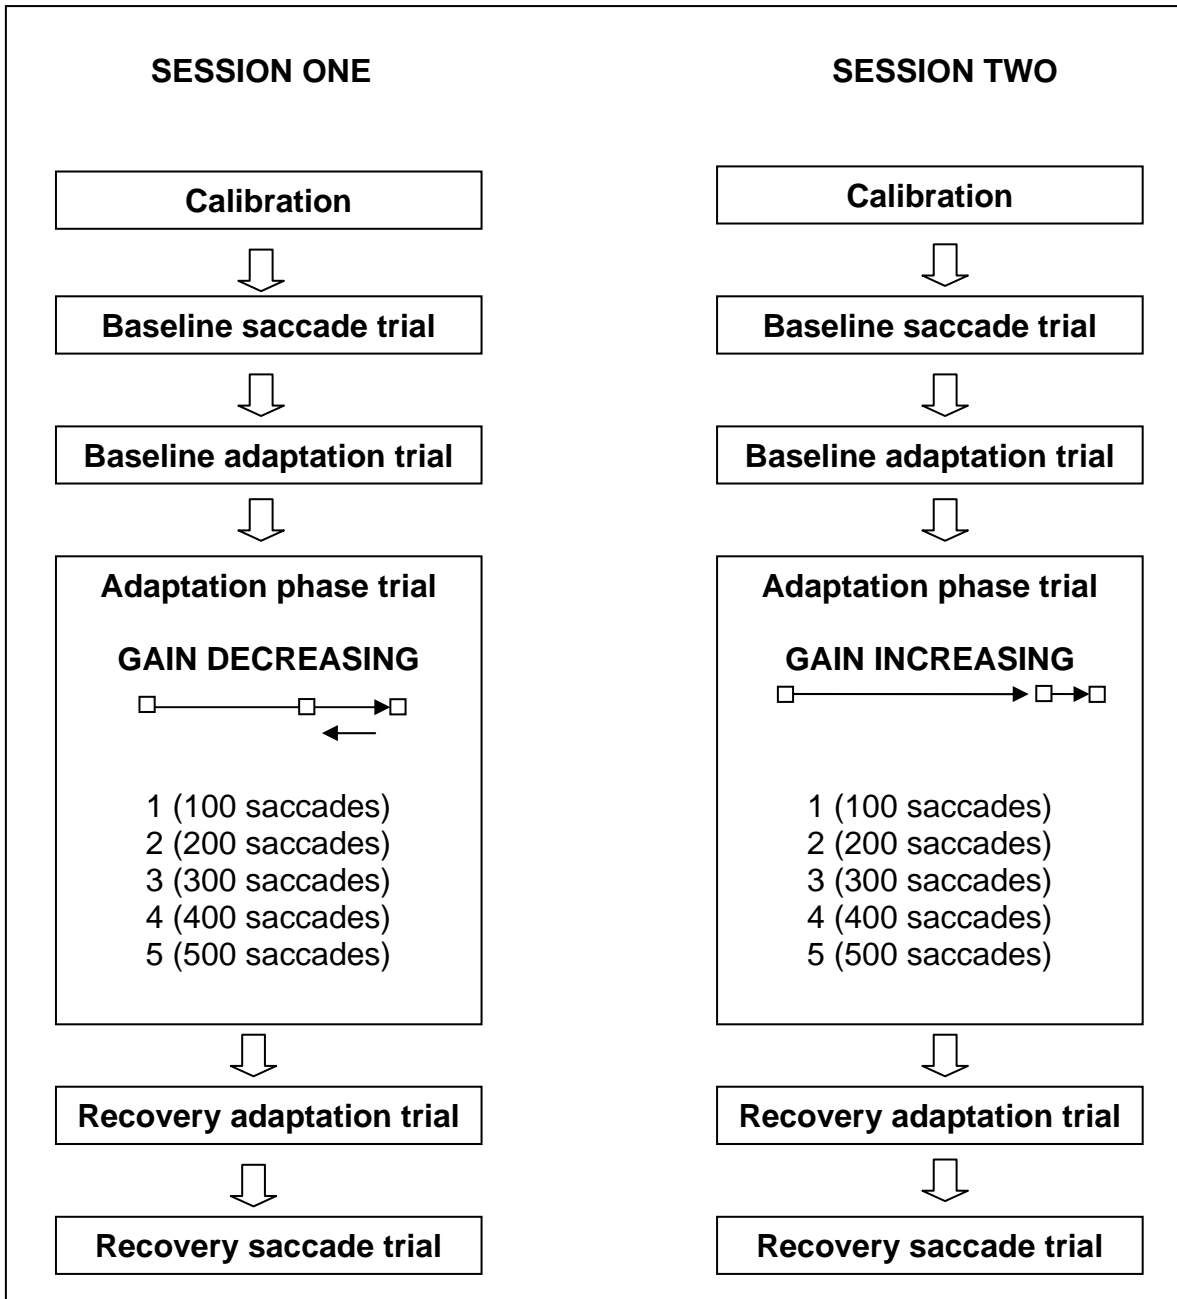 SESSION ONE
Calibration
Baseline saccade trial
Baseline adaptation trial
Adaptation phase trial
GAIN DECREASING
1 (100 saccades)
2 (200 saccades)
3 (300 saccades)
4 (400 saccades)
5 (500 saccades)
Recovery adaptation trial
Recovery saccade trial
SESSION TWO
Calibration
Baseline saccade trial
Baseline adaptation trial
Adaptation phase trial
GAIN INCREASING
1 (100 saccades)
2 (200 saccades)
3 (300 saccades)
4 (400 saccades)
5 (500 saccades)
Recovery adaptation trial
Recovery saccade trial